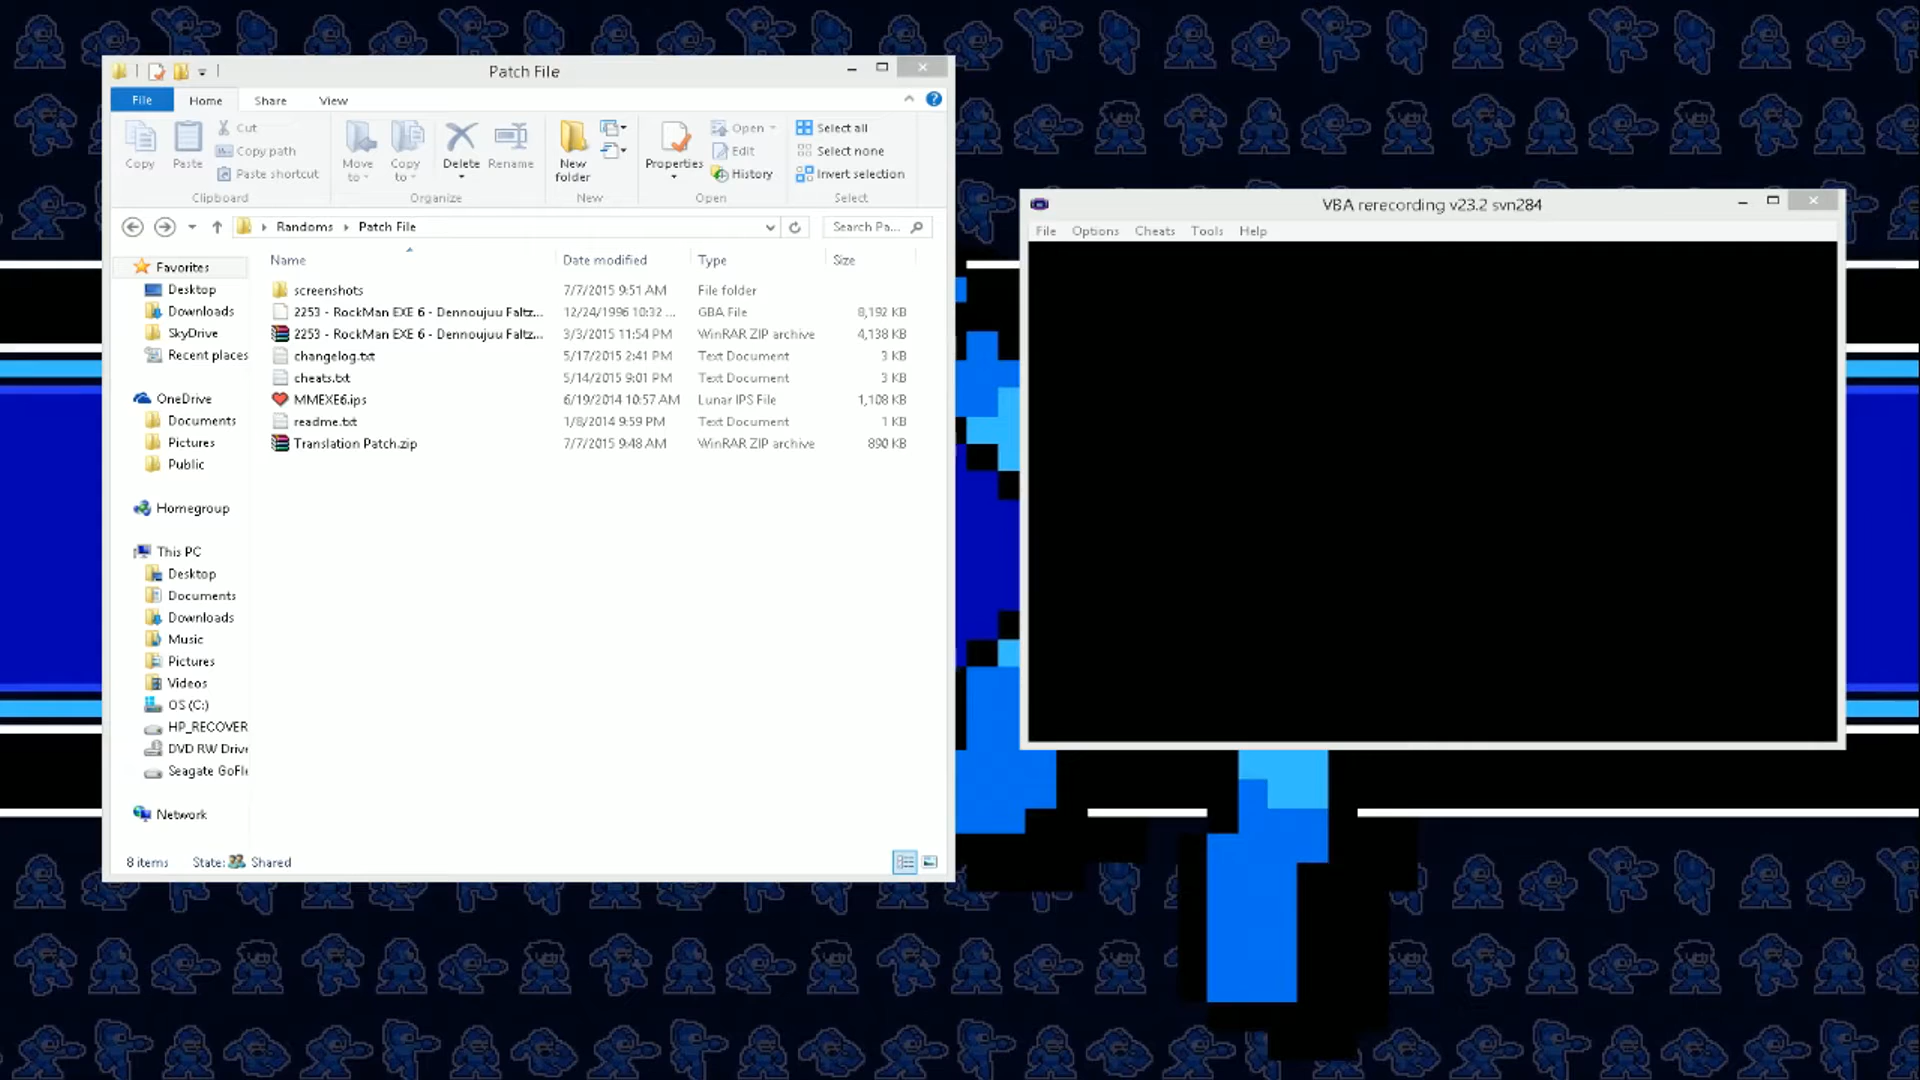 Patch File
File Home Share View
Copy Paste Cut Copy path Paste shortcut Clipboard
Move to Copy to Delete Rename Organize
New folder New
Properties Open Edit History Open
Select all Select none Invert selection Select
Randoms Patch File Search Pa...
Name Date modified Type Size
screenshots 7/7/2015 9:51 AM File folder
2253 - RockMan EXE 6 - Dennoujuu Faltz... 12/24/1996 10:32 ... GBA File 8,192 KB
2253 - RockMan EXE 6 - Dennoujuu Faltz... 3/3/2015 11:54 PM WinRAR ZIP archive 4,138 KB
changelog.txt 5/17/2015 2:41 PM Text Document 3 KB
cheats.txt 5/14/2015 9:01 PM Text Document 3 KB
MMEXE6.ips 6/19/2014 10:57 AM Lunar IPS File 1,108 KB
readme.txt 1/8/2014 9:59 PM Text Document 1 KB
Translation Patch.zip 7/7/2015 9:48 AM WinRAR ZIP archive 890 KB
Favorites
Desktop
Downloads
SkyDrive
Recent places
OneDrive
Documents
Pictures
Public
Homegroup
This PC
Desktop
Documents
Downloads
Music
Pictures
Videos
OS (C:)
HP_RECOVER
DVD RW Drive
Seagate GoFle
Network
8 items State: Shared
VBA rerecording v23.2 svn284
File Options Cheats Tools Help